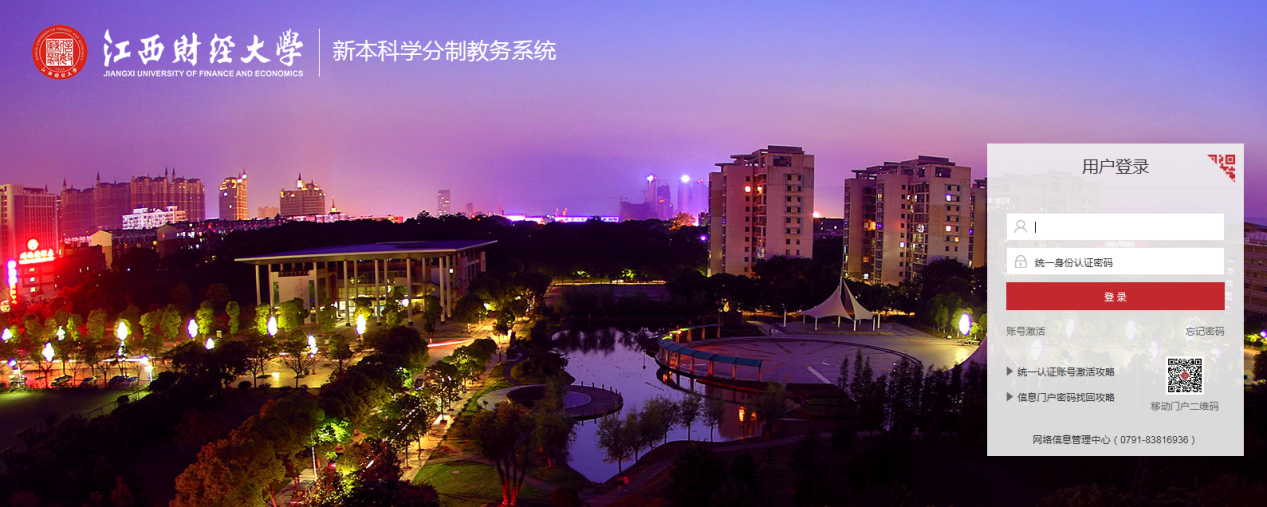 江西财经大学
JIANGXI UNIVERSITY OF FINANCE AND ECONOMICS
新本科学分制教务系统
用户登录
统一身份认证密码
登 录
账号激活
忘记密码
统一认证账号激活攻略
信息门户密码找回攻略
移动门户二维码
网络信息管理中心（0791-83816936）